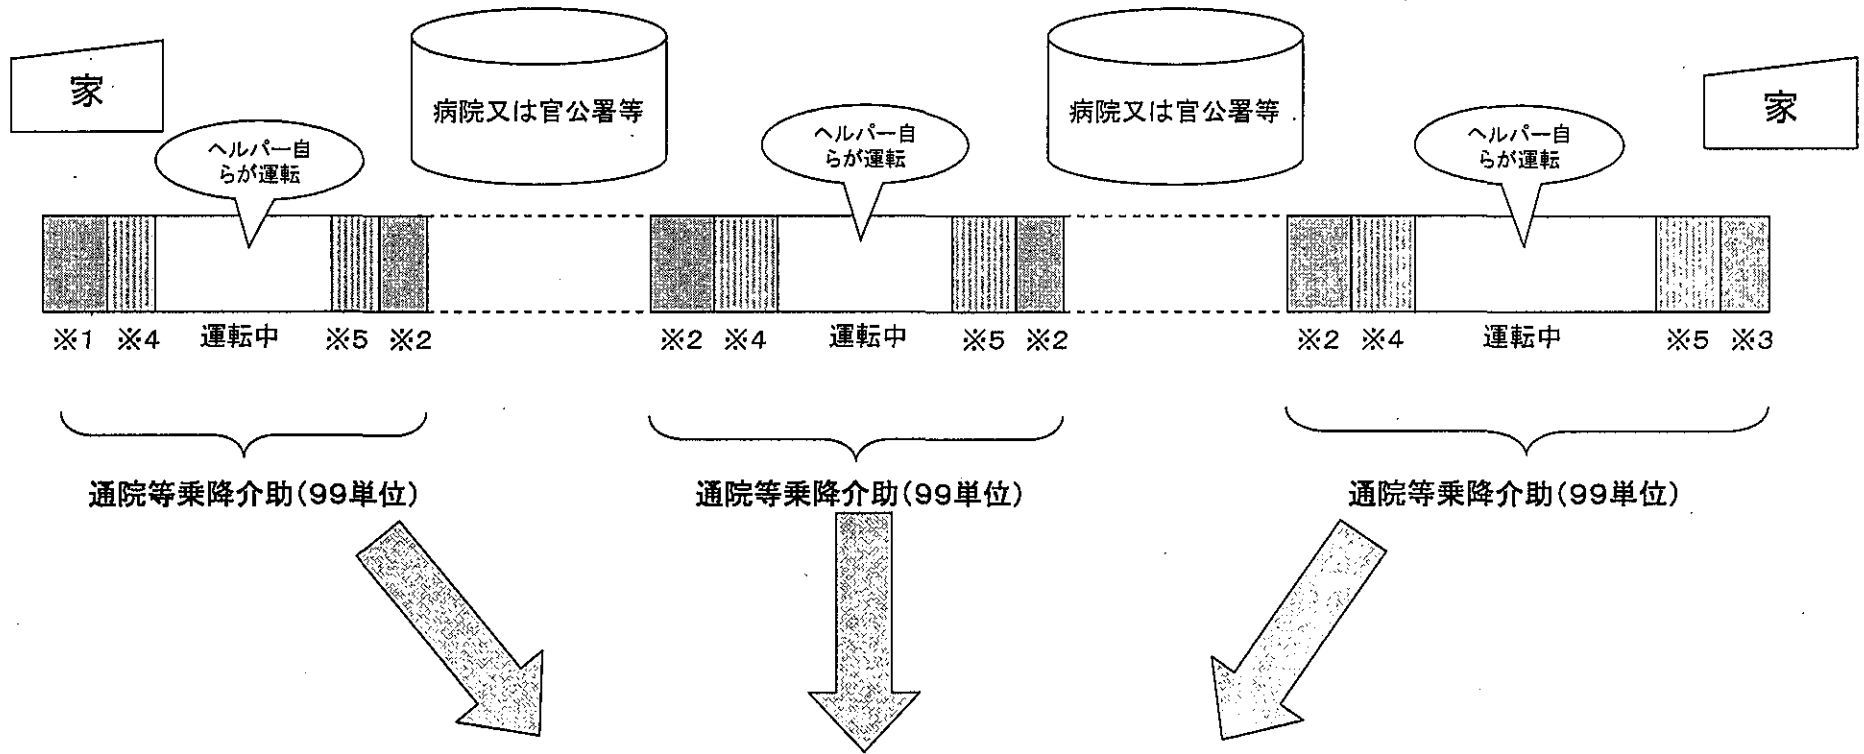 家
病院又は官公署等
病院又は官公署等
家
ヘルパー自
らが運転
ヘルパー自
らが運転
ヘルパー自
らが運転
※1 ※4 運転中 ※5 ※2
※2 ※4 運転中 ※5 ※2
※2 ※4 運転中 ※5 ※3
通院等乗降介助(99単位)
通院等乗降介助(99単位)
通院等乗降介助(99単位)